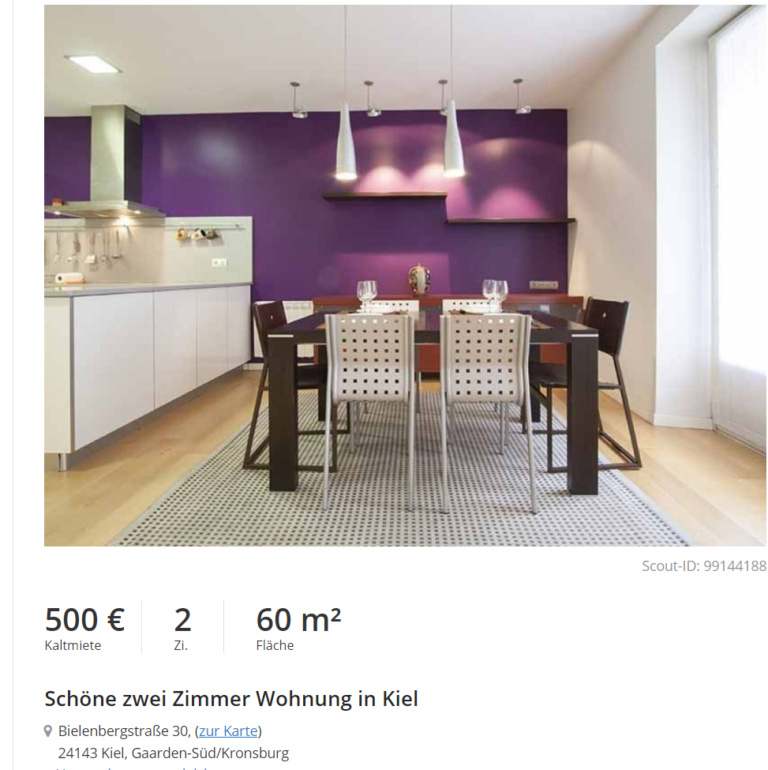 Scout-ID: 99144188
500 € 2 60 m²
Kaltmiete Zi. Fläche
Schöne zwei Zimmer Wohnung in Kiel
Bielenbergstraße 30, (zur Karte)
24143 Kiel, Gaarden-Süd/Kronsburg